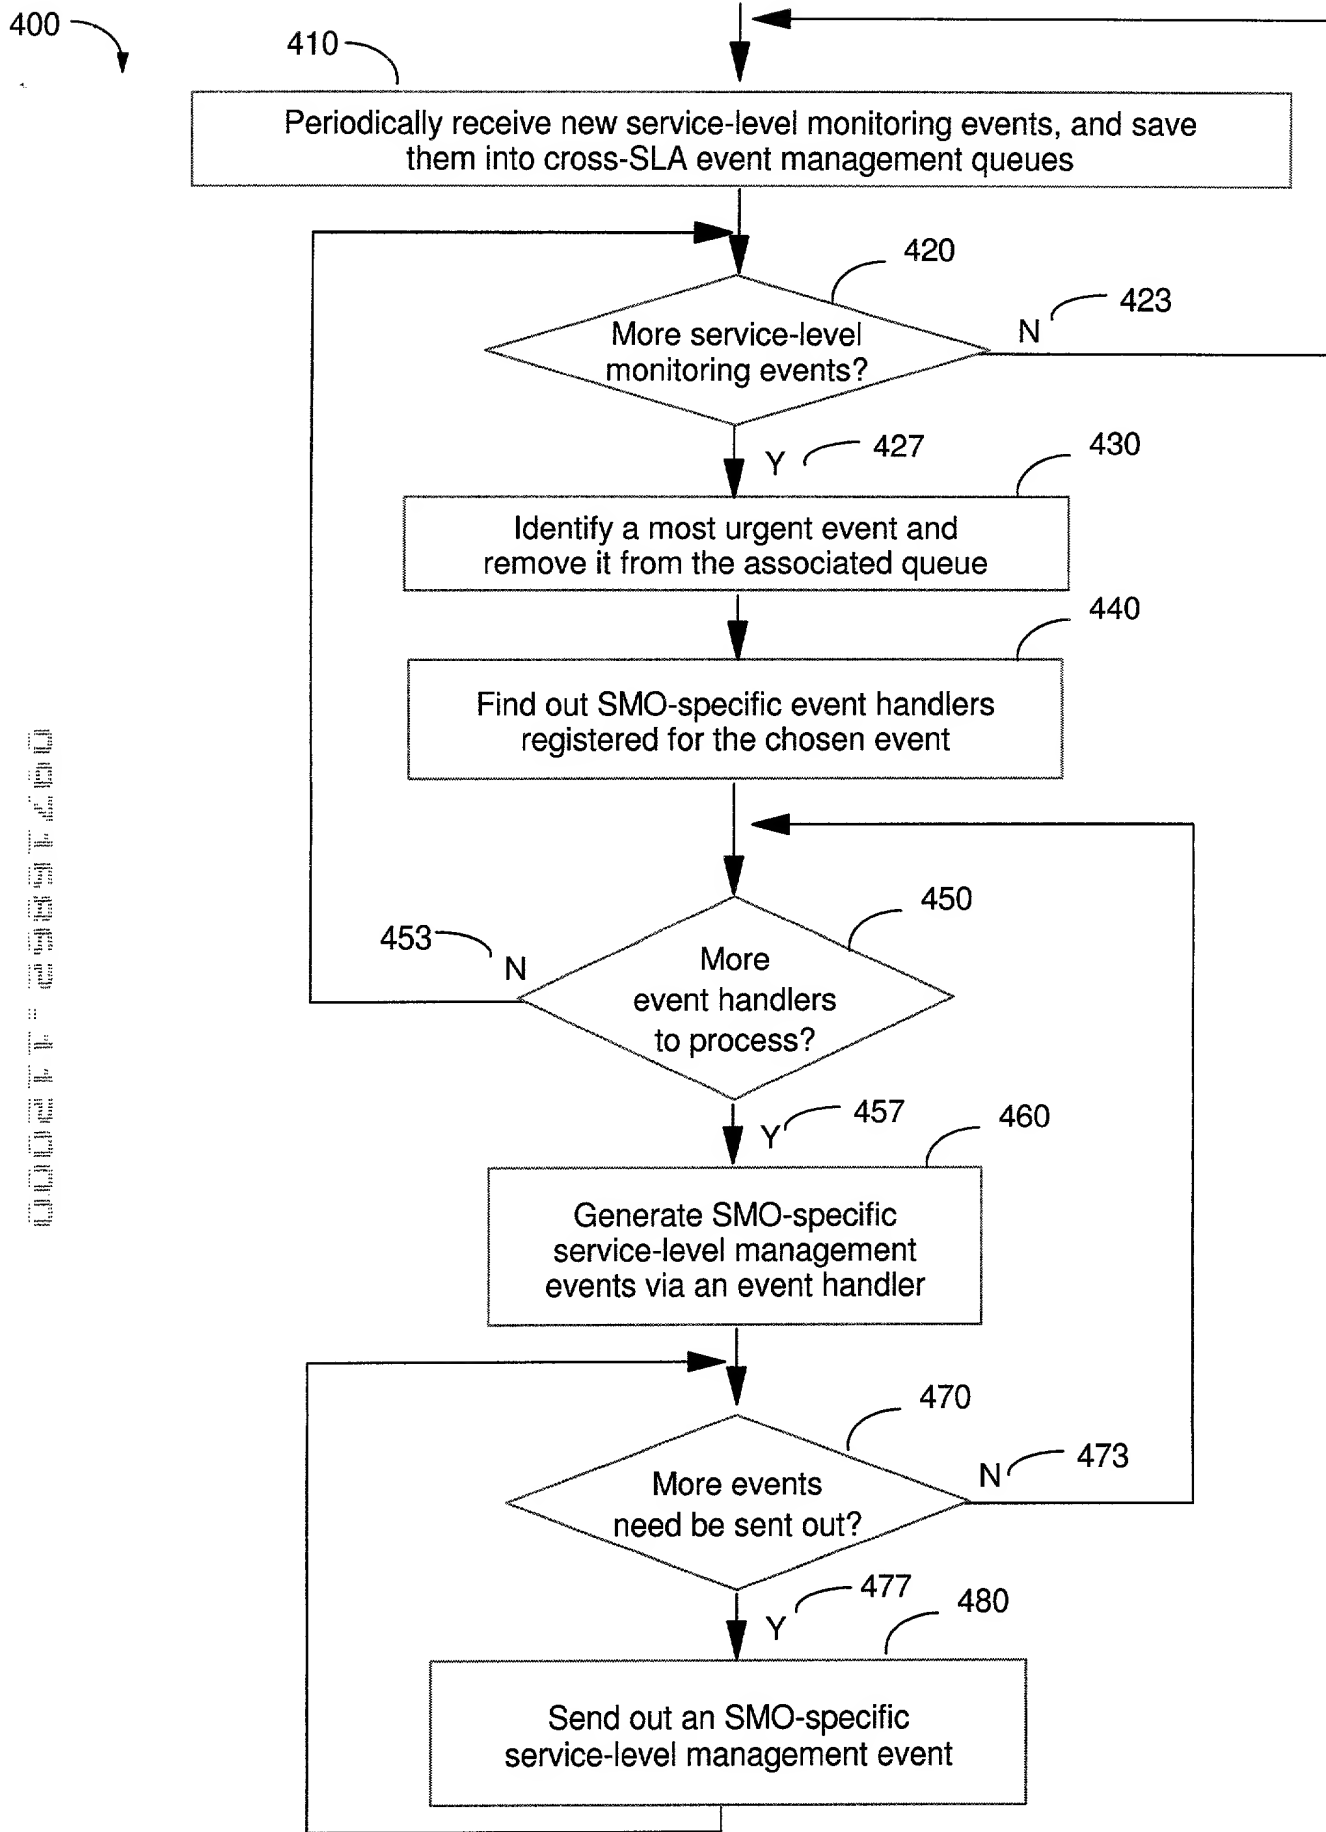 400
410
Periodically receive new service-level monitoring events, and save
them into cross-SLA event management queues
420
More service-level
monitoring events?
N
423
Y
427
430
Identify a most urgent event and
remove it from the associated queue
440
Find out SMO-specific event handlers
registered for the chosen event
450
453
N
More
event handlers
to process?
Y
457
460
Generate SMO-specific
service-level management
events via an event handler
470
More events
need be sent out?
N
473
Y
477
480
Send out an SMO-specific
service-level management event